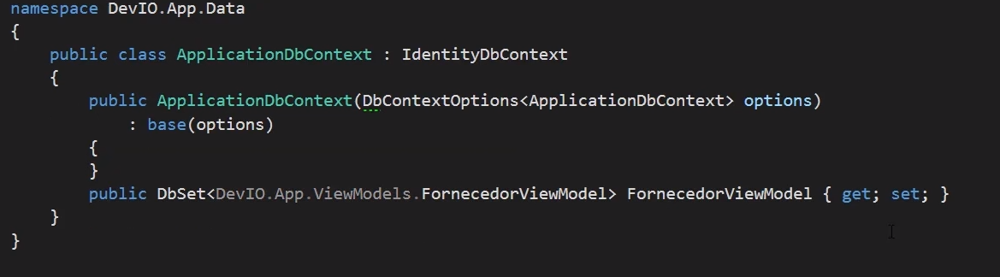 namespace DevIO.App.Data
{
    public class ApplicationDbContext : IdentityDbContext
    {
        public ApplicationDbContext(DbContextOptions<ApplicationDbContext> options)
            : base(options)
        {
        }
        public DbSet<DevIO.App.ViewModels.FornecedorViewModel> FornecedorViewModel { get; set; }
    }
}